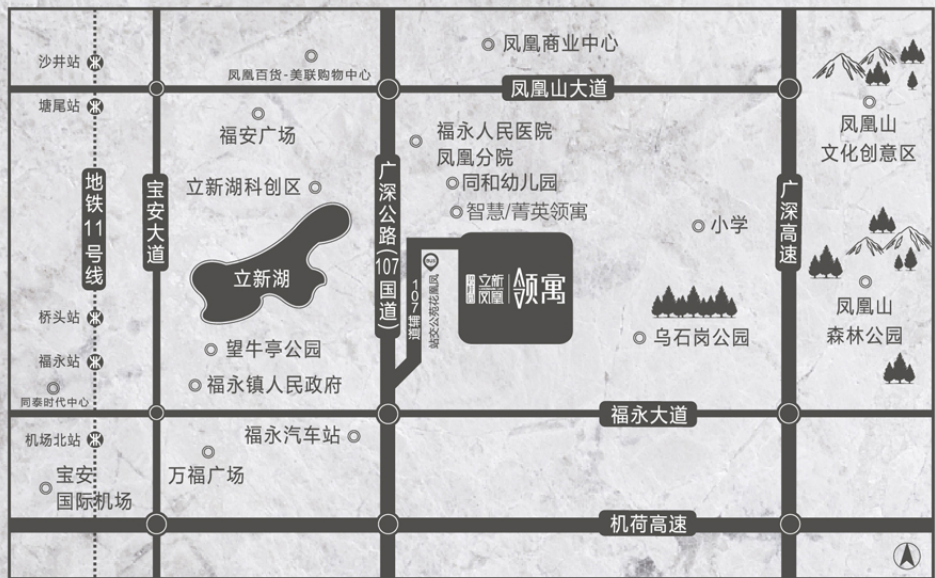 沙井站
凤凰百货-美联购物中心
凤凰商业中心
塘尾站
凤凰山大道
凤凰山
文化创意区
福安广场
福永人民医院
凤凰分院
立新湖科创区
同和幼儿园
智慧/菁英领寓
地铁11号线
宝安大道
广深公路(107国道)
广深高速
小学
立新湖
107辅道
凤凰花苑公交站
立新
凤凰
领寓
凤凰山
森林公园
桥头站
望牛亭公园
乌石岗公园
福永站
福永镇人民政府
同泰时代中心
福永大道
机场北站
福永汽车站
万福广场
宝安
国际机场
机荷高速